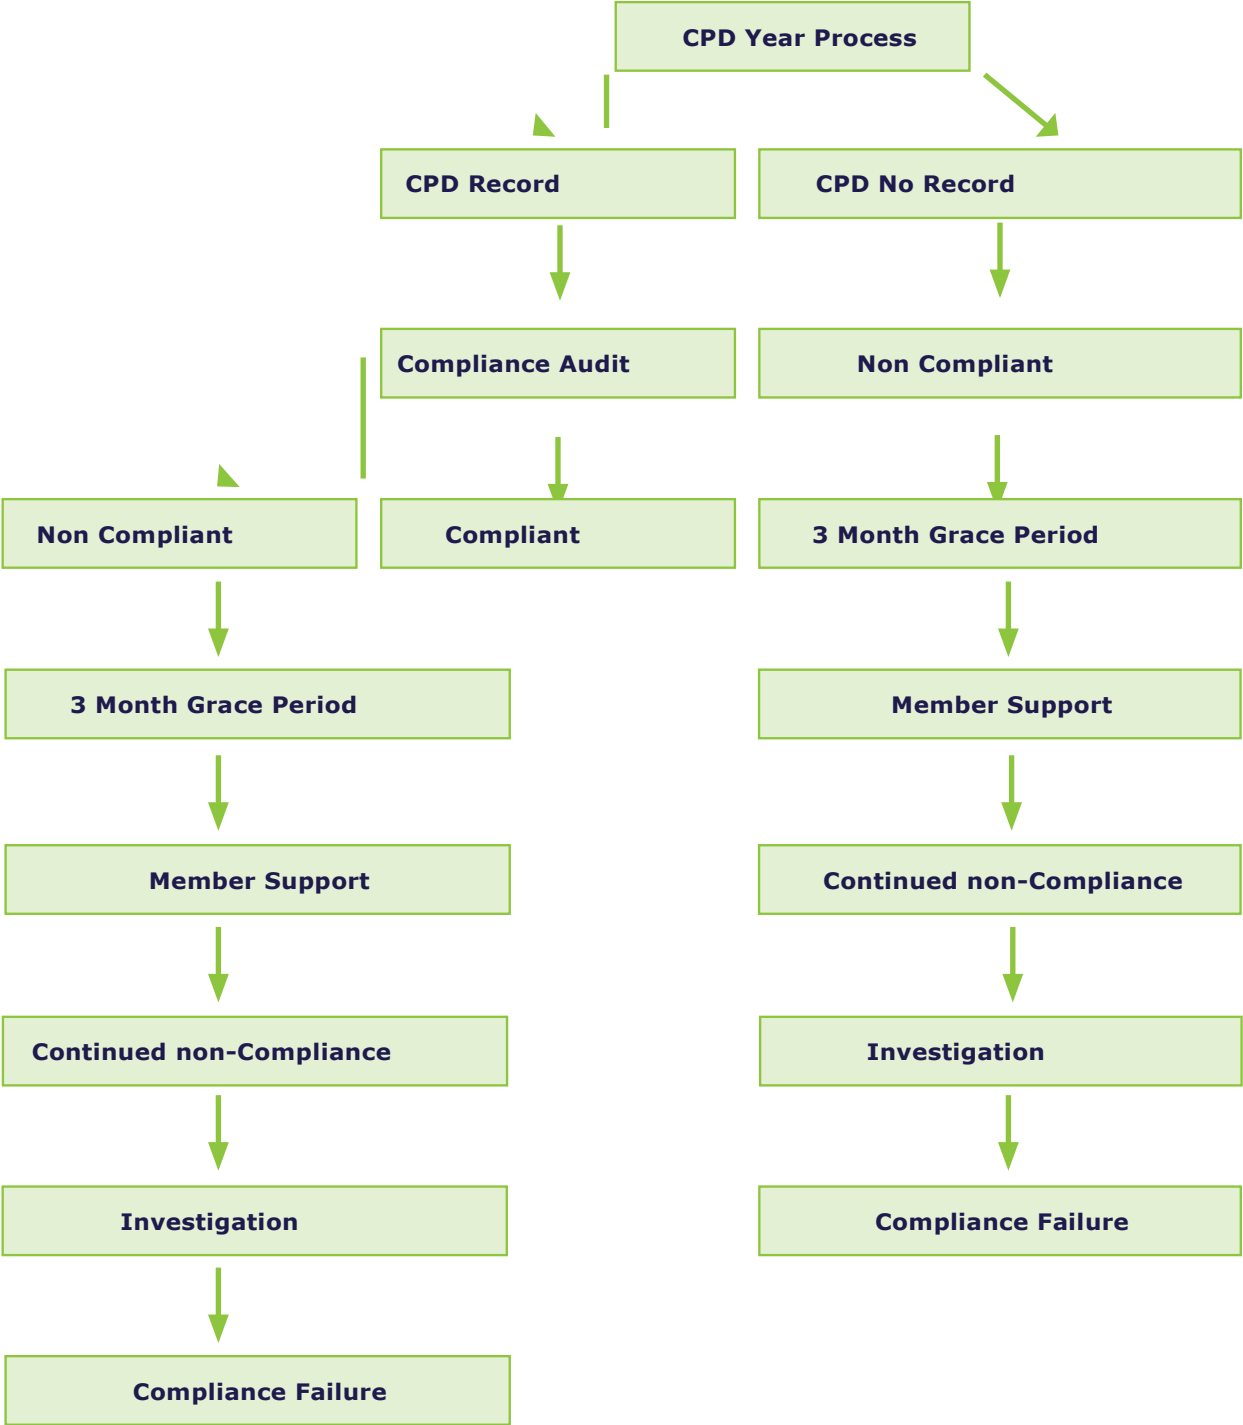 CPD Year Process
CPD Record
CPD No Record
Compliance Audit
Non Compliant
Non Compliant
Compliant
3 Month Grace Period
3 Month Grace Period
Member Support
Member Support
Continued non-Compliance
Continued non-Compliance
Investigation
Investigation
Compliance Failure
Compliance Failure